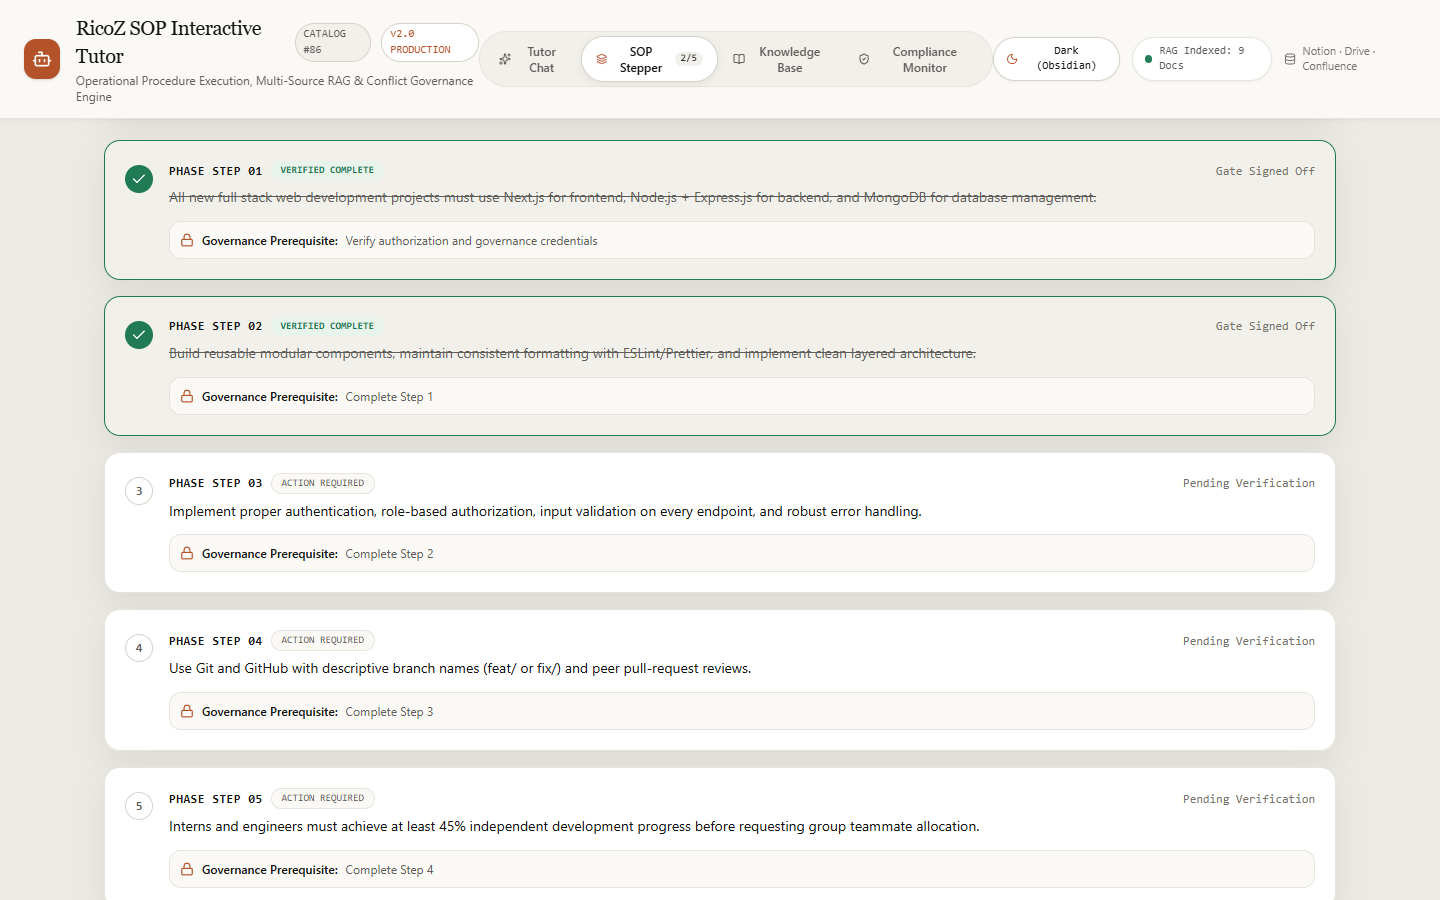 RicoZ SOP Interactive
Tutor
CATALOG
#86
v2.0
PRODUCTION
Operational Procedure Execution, Multi-Source RAG & Conflict Governance
Engine
Tutor
Chat
SOP
Stepper
2/5
Knowledge
Base
Compliance
Monitor
Dark
(Obsidian)
RAG Indexed: 9
Docs
Notion · Drive ·
Confluence
PHASE STEP 01
VERIFIED COMPLETE
Gate Signed Off
All new full stack web development projects must use Next.js for frontend, Node.js + Express.js for backend, and MongoDB for database management.
Governance Prerequisite: Verify authorization and governance credentials
PHASE STEP 02
VERIFIED COMPLETE
Gate Signed Off
Build reusable modular components, maintain consistent formatting with ESLint/Prettier, and implement clean layered architecture.
Governance Prerequisite: Complete Step 1
3
PHASE STEP 03
ACTION REQUIRED
Pending Verification
Implement proper authentication, role-based authorization, input validation on every endpoint, and robust error handling.
Governance Prerequisite: Complete Step 2
4
PHASE STEP 04
ACTION REQUIRED
Pending Verification
Use Git and GitHub with descriptive branch names (feat/ or fix/) and peer pull-request reviews.
Governance Prerequisite: Complete Step 3
5
PHASE STEP 05
ACTION REQUIRED
Pending Verification
Interns and engineers must achieve at least 45% independent development progress before requesting group teammate allocation.
Governance Prerequisite: Complete Step 4